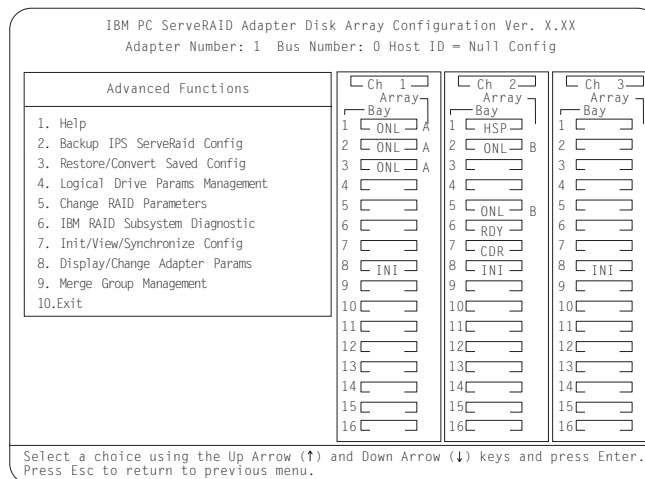 IBM PC ServeRAID Adapter Disk Array Configuration Ver. X.XX
Adapter Number: 1 Bus Number: 0 Host ID = Null Config
Advanced Functions
1. Help
2. Backup IPS ServeRaid Config
3. Restore/Convert Saved Config
4. Logical Drive Params Management
5. Change RAID Parameters
6. IBM RAID Subsystem Diagnostic
7. Init/View/Synchronize Config
8. Display/Change Adapter Params
9. Merge Group Management
10.Exit
Ch 1
Array
Bay
1 ONL A
2 ONL A
3 ONL A
4
5
6
7
8 INI
9
10
11
12
13
14
15
16
Ch 2
Array
Bay
1 HSP
2 ONL B
3
4
5 ONL B
6 RDY
7 CDR
8 INI
9
10
11
12
13
14
15
16
Ch 3
Array
Bay
1
2
3
4
5
6
7
8 INI
9
10
11
12
13
14
15
16
Select a choice using the Up Arrow (↑) and Down Arrow (↓) keys and press Enter.
Press Esc to return to previous menu.